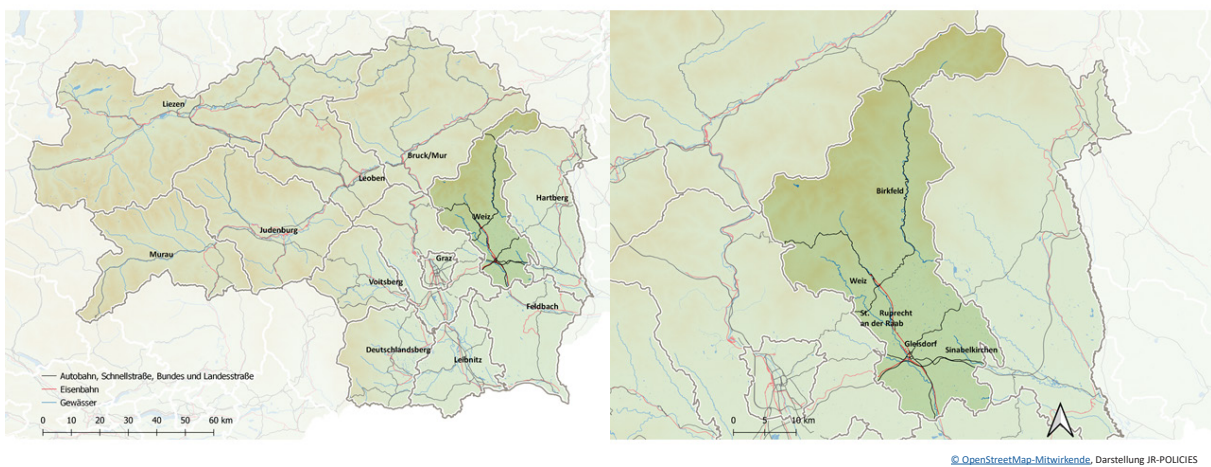 Liezen
Bruck/Mur
Leoben
Hartberg
Weiz
Judenburg
Murau
Graz
Voitsberg
Feldbach
Deutschlandsberg
Leibnitz
Autobahn, Schnellstraße, Bundes und Landesstraße
Eisenbahn
Gewässer
0 10 20 30 40 50 60 km
Birkfeld
Weiz
St. Ruprecht
an der Raab
Gleisdorf
Sinabelkirchen
0 5 10 km
© OpenStreetMap-Mitwirkende, Darstellung JR-POLICIES